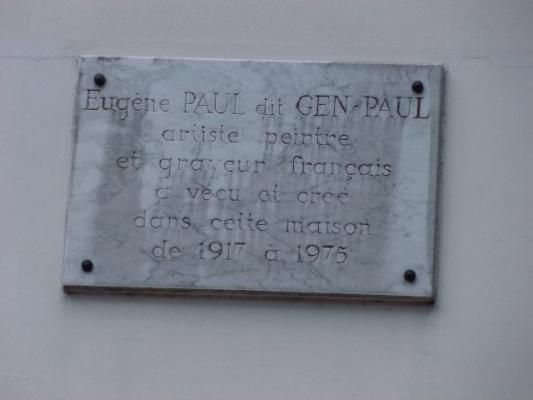 Eugène PAUL dit GEN-PAUL
artiste peintre
et graveur français
a vécu et créé
dans cette maison
de 1917 à 1975